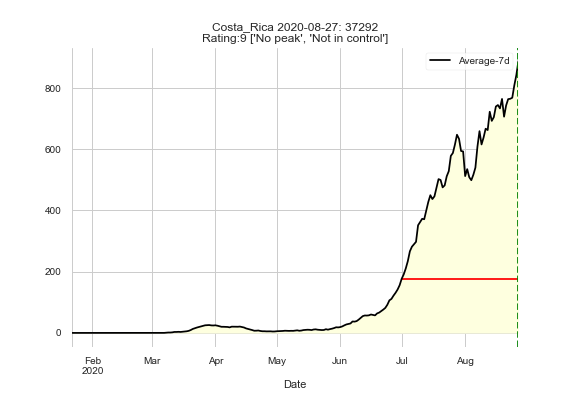 Costa_Rica 2020-08-27: 37292
Rating:9 ['No peak', 'Not in control']
Average-7d
800
600
400
200
0
Feb Mar Apr May Jun Jul Aug
2020
Date